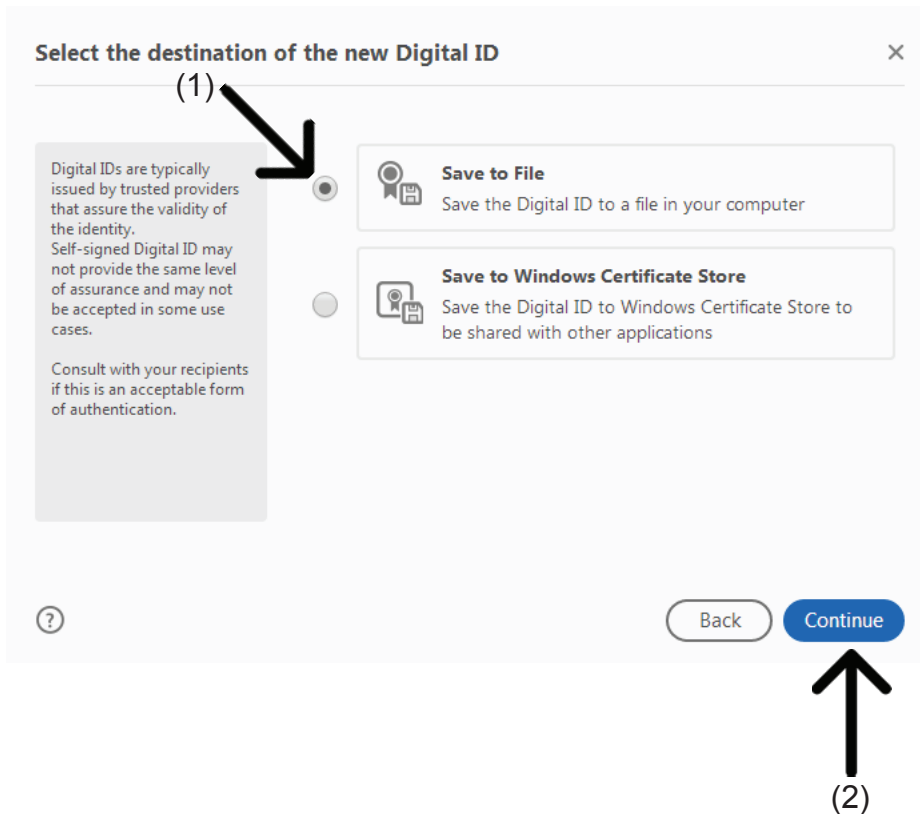 Select the destination of the new Digital ID
(1)
Digital IDs are typically
issued by trusted providers
that assure the validity of
the identity.
Self-signed Digital ID may
not provide the same level
of assurance and may not
be accepted in some use
cases.
Consult with your recipients
if this is an acceptable form
of authentication.
Save to File
Save the Digital ID to a file in your computer
Save to Windows Certificate Store
Save the Digital ID to Windows Certificate Store to
be shared with other applications
?
Back
Continue
(2)